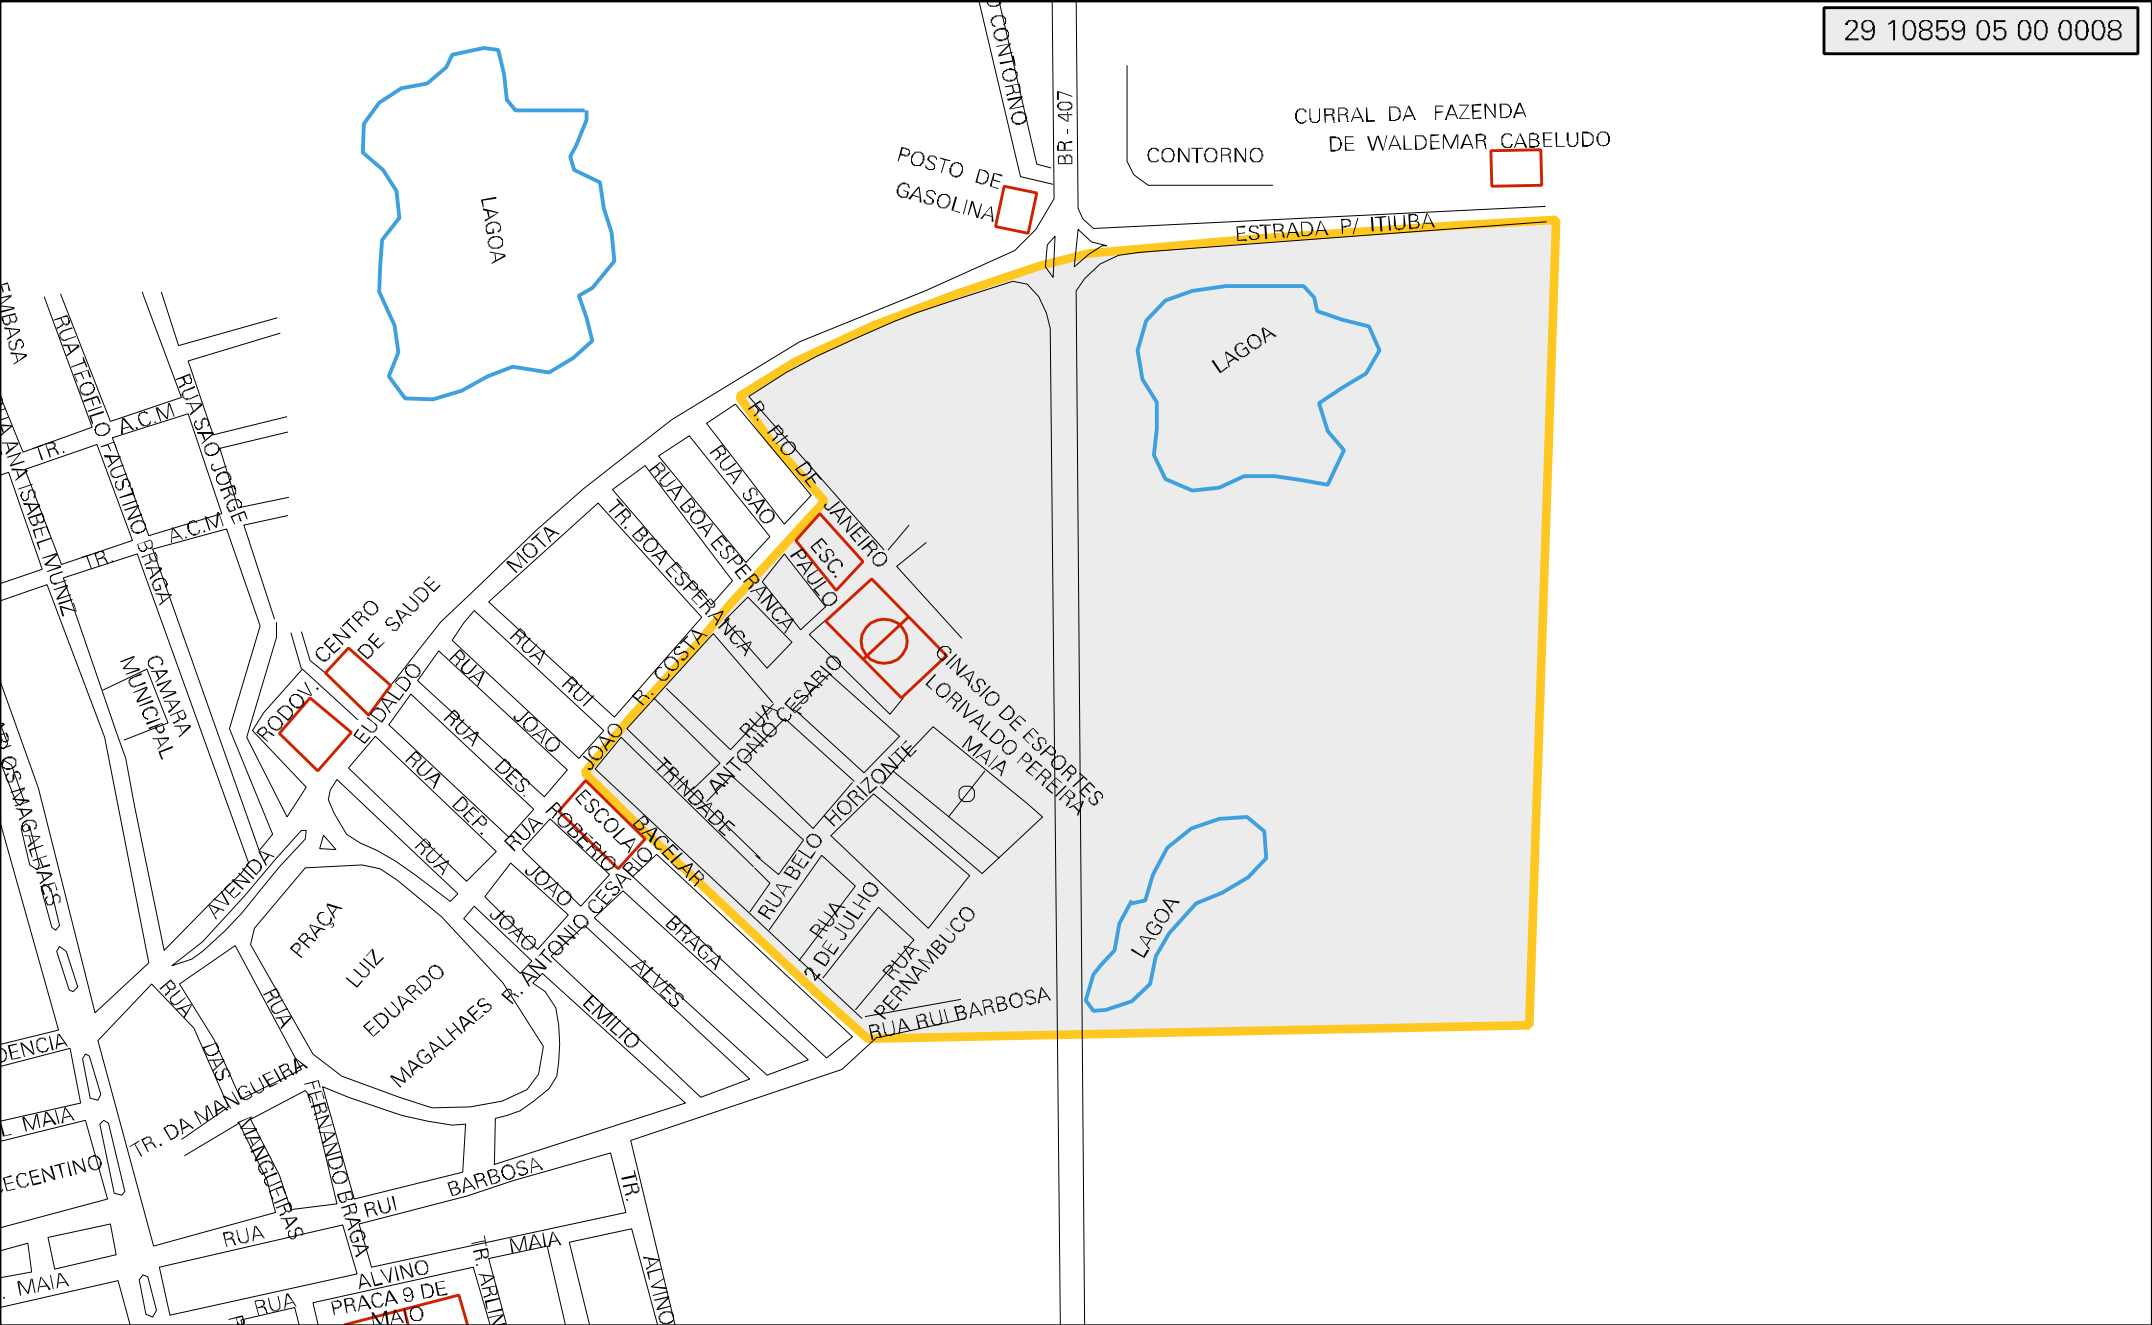 29 10859 05 00 0008
O CONTORNO
BR - 407
CONTORNO
CURRAL DA FAZENDA
DE WALDEMAR CABELUDO
POSTO DE
GASOLINA
ESTRADA P/ ITIUBA
LAGOA
LAGOA
LAGOA
EMBASA
RUA TEOFILO FAUSTINO BRAGA
RUA SAO JORGE
TR. A.C.M
TR. A.C.M
ANA ISABEL MUNIZ
CAMARA
MUNICIPAL
R. RIO DE JANEIRO
RUA SAO PAULO
RUA BOA ESPERANCA
TR. BOA ESPERANCA
ESC.
AVENIDA EUDALDO MOTA
CENTRO
DE SAUDE
RODOV.
RUA RUI
RUA JOAO
RUA DES.
RUA DEP.
RUA
RUA JOAO R. COSTA
TRINDADE
RUA
ANTONIO CESARIO
GINASIO DE ESPORTES
LORIVALDO PEREIRA
MAIA
RUA BELO HORIZONTE
RUA
2 DE JULHO
RUA
PERNAMBUCO
RUA RUI BARBOSA
ESCOLA
ROBERIO
BACELAR
JOAO
JOAO
BRAGA
ALVES
EMILIO
R. ANTONIO CESARIO
PRAÇA
LUIZ
EDUARDO
MAGALHAES
RUA DAS MANGUEIRAS
TR. DA MANGUEIRA
RUA FERNANDO BRAGA
OS MAGALHAES
DENCIA
L MAIA
ECENTINO
RUA RUI BARBOSA
MAIA
RUA ALVINO MAIA
TR. ALVINO
TR. ARLIN
PRACA 9 DE
MAIO